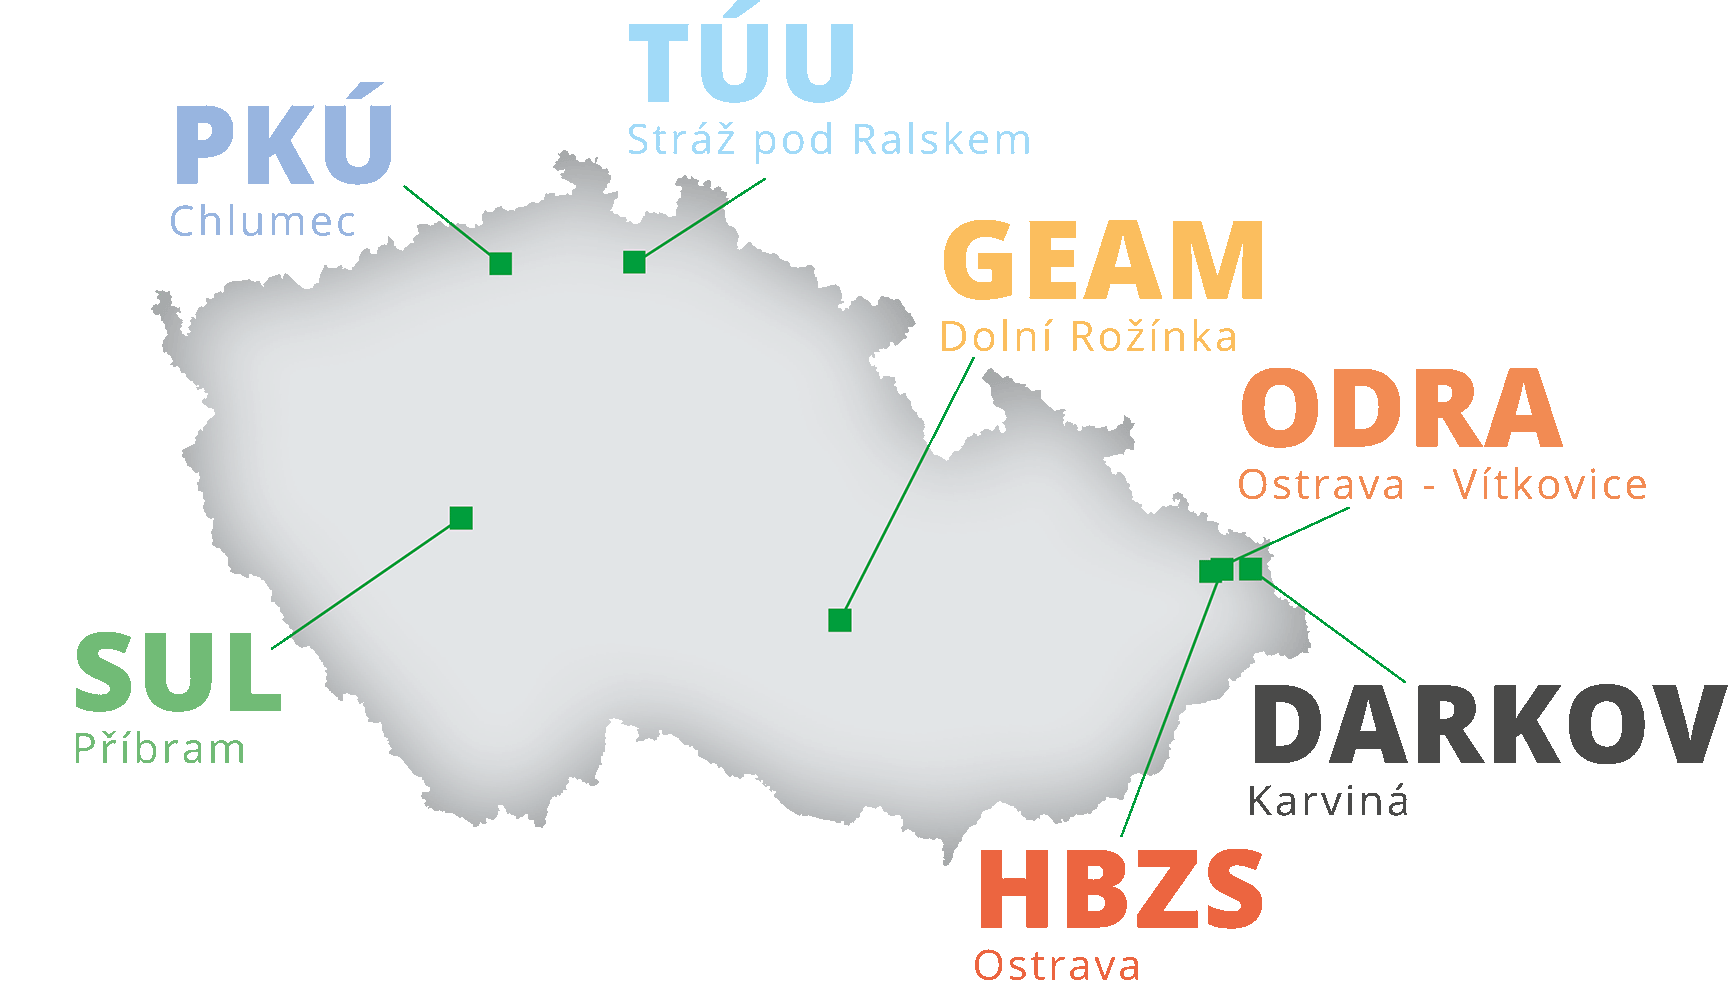 TÚU
Stráž pod Ralskem
PKÚ
Chlumec
GEAM
Dolní Rožínka
ODRA
Ostrava - Vítkovice
SUL
Příbram
DARKOV
Karviná
HBZS
Ostrava